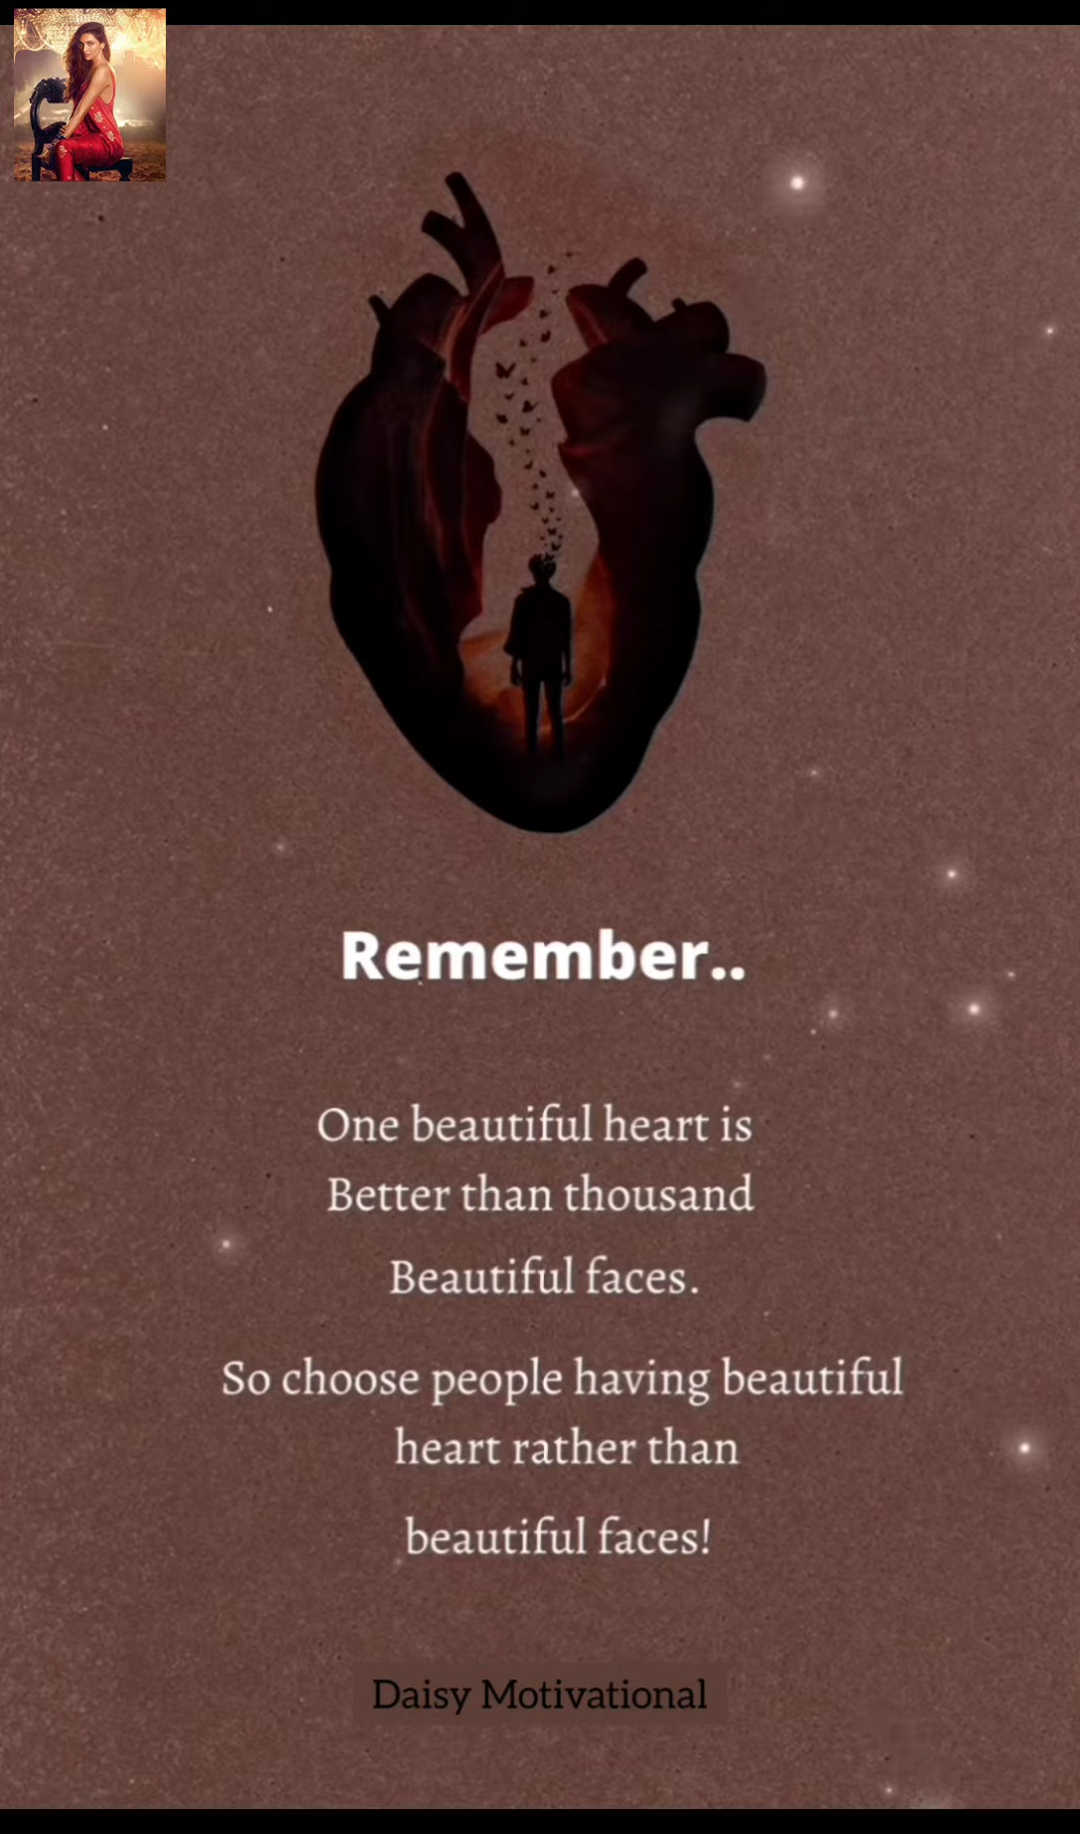 Remember..
One beautiful heart is
Better than thousand
Beautiful faces.
So choose people having beautiful
heart rather than
beautiful faces!
Daisy Motivational